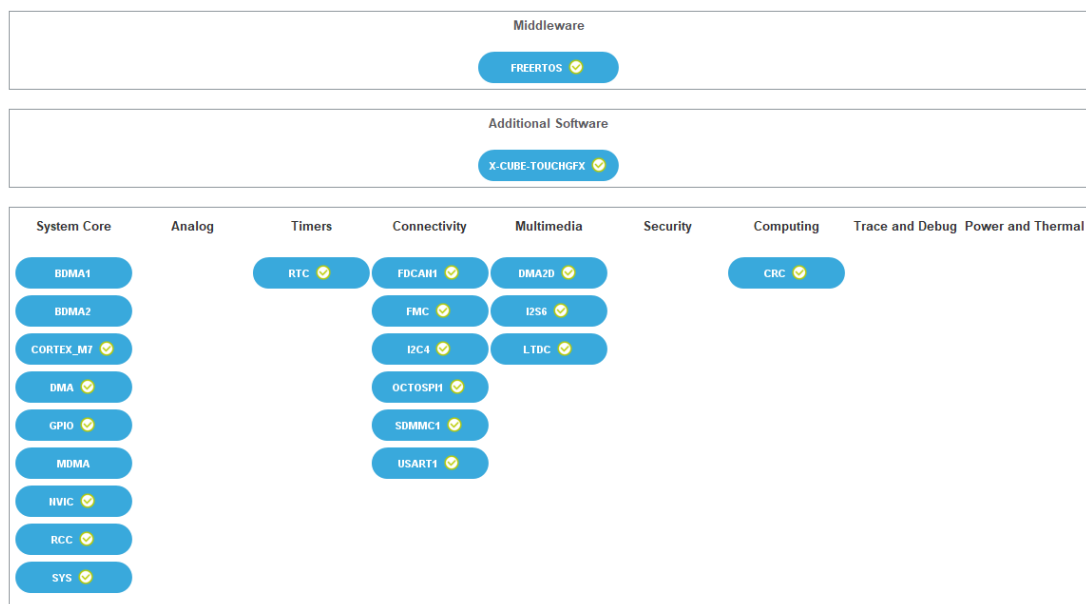 Middleware
FREERTOS
Additional Software
X-CUBE-TOUCHGFX
System Core Analog Timers Connectivity Multimedia Security Computing Trace and Debug Power and Thermal
BDMA1 RTC FDCAN1 DMA2D CRC
BDMA2 FMC I2S6
CORTEX_M7 I2C4 LTDC
DMA OCTOSPI1
GPIO SDMMC1
MDMA USART1
NVIC
RCC
SYS